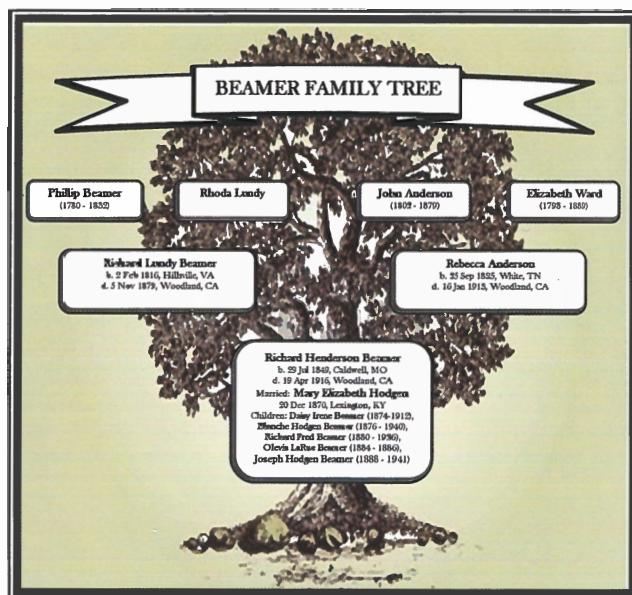 BEAMER FAMILY TREE
Phillip Beamer
(1780 - 1832)
Rhoda Lundy
John Anderson
(1802 - 1879)
Elizabeth Ward
(1798 - 1889)
Richard Lundy Beamer
b. 2 Feb 1816, Hillsville, VA
d. 5 Nov 1879, Woodland, CA
Rebecca Anderson
b. 25 Sep 1825, White, TN
d. 16 Jan 1913, Woodland, CA
Richard Henderson Beamer
b. 29 Jul 1849, Caldwell, MO
d. 19 Apr 1916, Woodland, CA
Married: Mary Elizabeth Hodgen
20 Dec 1870, Lexington, KY
Children: Daisy Irene Beamer (1874-1912),
Blanche Hodgen Beamer (1876 - 1940),
Richard Fred Beamer (1880 - 1936),
Olevis LaRue Beamer (1884 - 1886),
Joseph Hodgen Beamer (1888 - 1941)